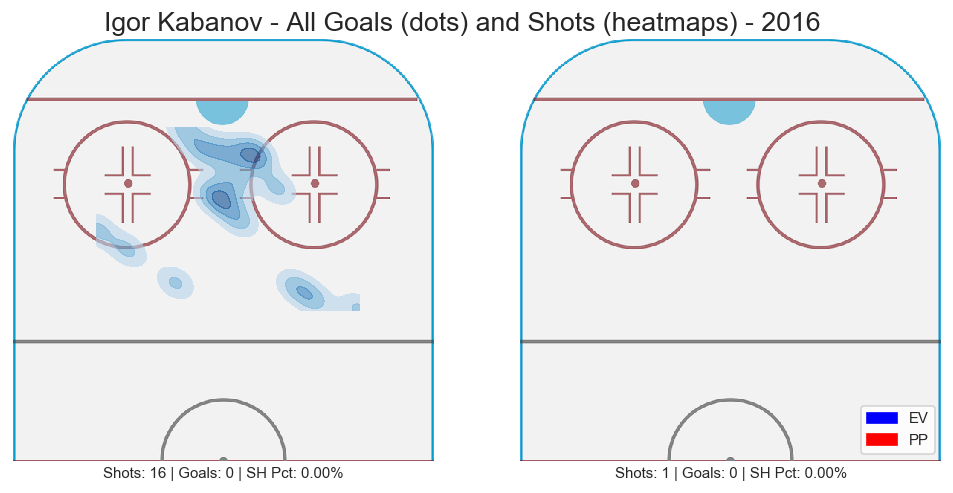 Igor Kabanov - All Goals (dots) and Shots (heatmaps) - 2016
EV
PP
Shots: 16 | Goals: 0 | SH Pct: 0.00%
Shots: 1 | Goals: 0 | SH Pct: 0.00%